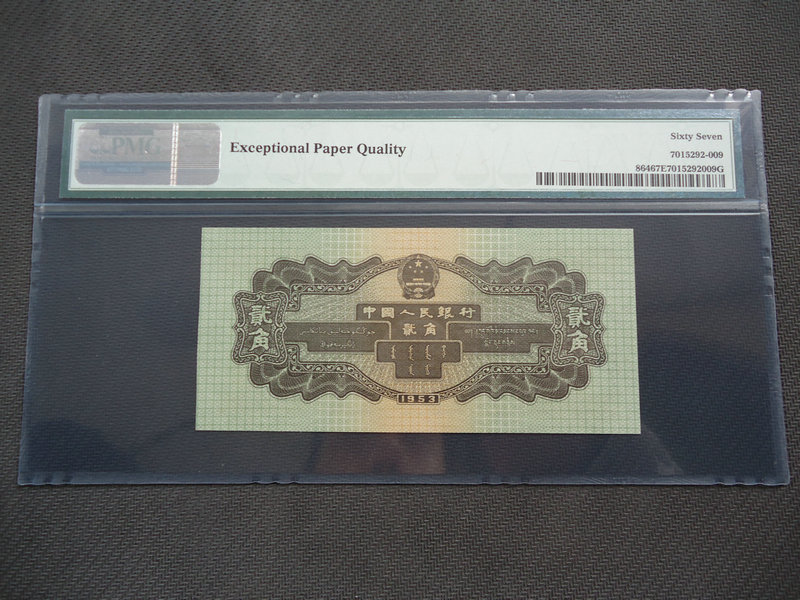 PMG
Exceptional Paper Quality
Sixty Seven
7015292-009
86467E7015292009G
中國人民銀行
貳角
貳角
貳角
1953